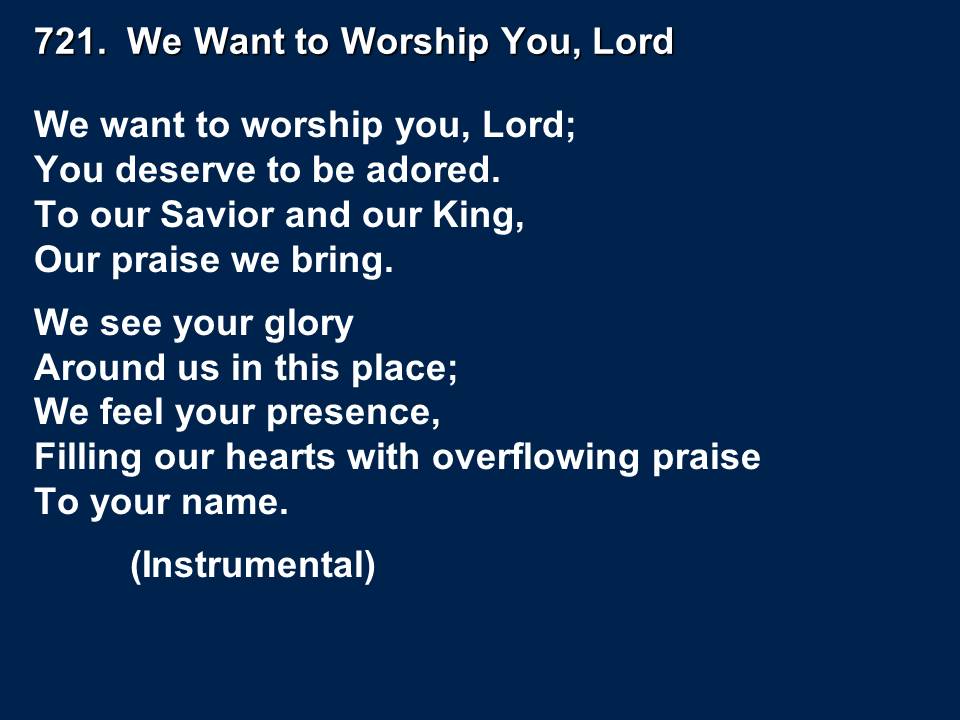 721.  We Want to Worship You, Lord
We want to worship you, Lord;
You deserve to be adored.
To our Savior and our King,
Our praise we bring.
We see your glory
Around us in this place;
We feel your presence,
Filling our hearts with overflowing praise
To your name.
(Instrumental)